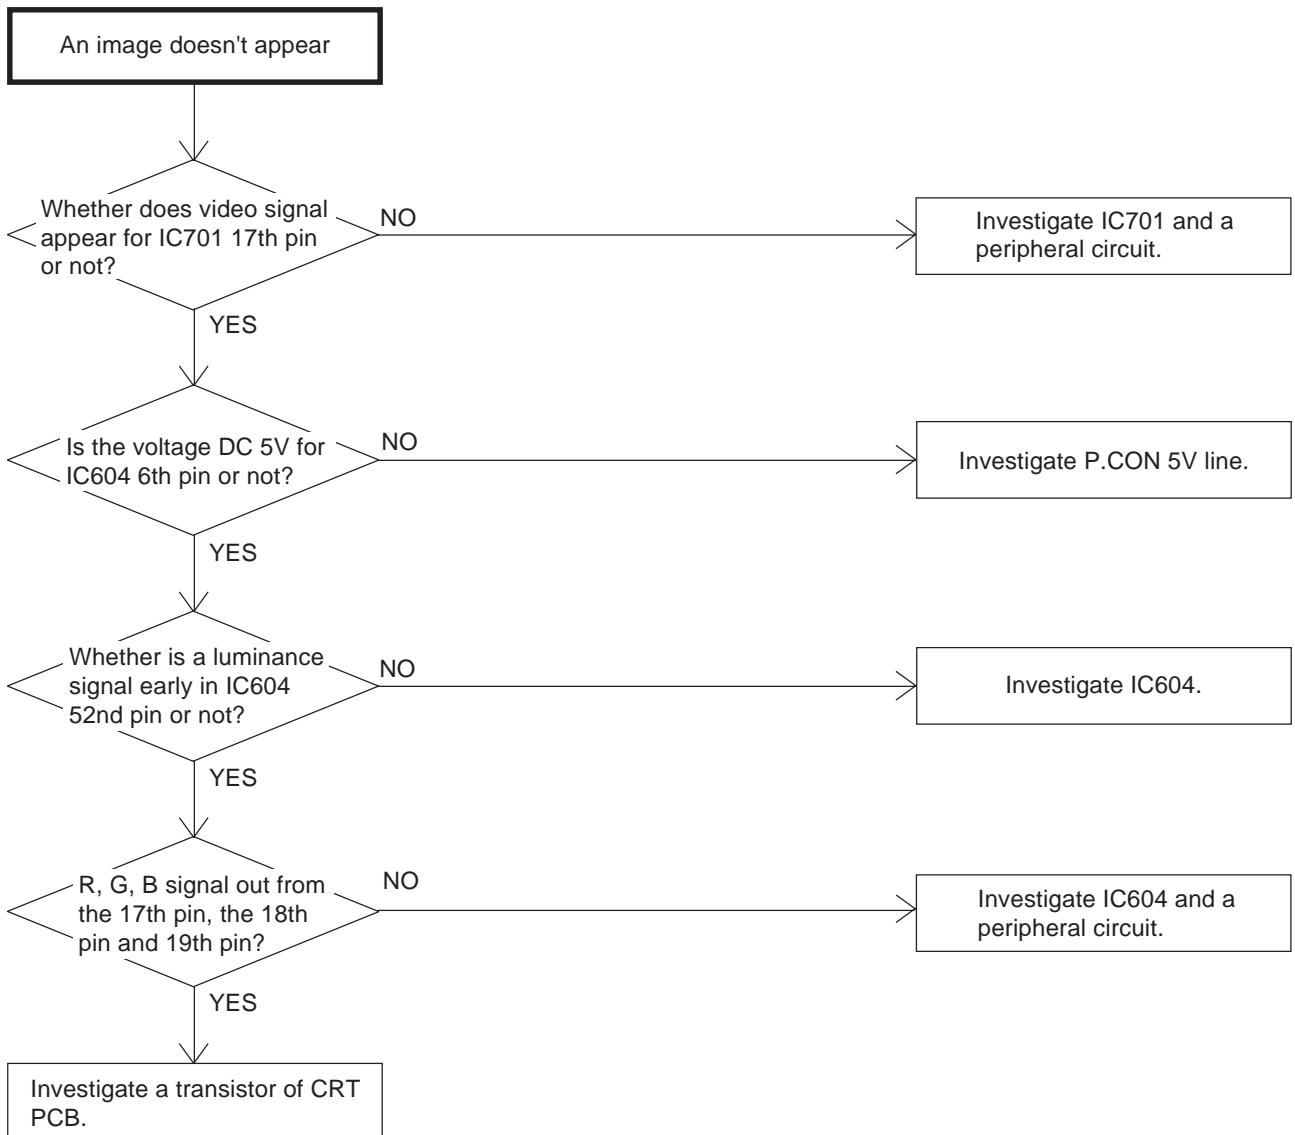 An image doesn't appear
Whether does video signal
appear for IC701 17th pin
or not?
NO
Investigate IC701 and a
peripheral circuit.
YES
Is the voltage DC 5V for
IC604 6th pin or not?
NO
Investigate P.CON 5V line.
YES
Whether is a luminance
signal early in IC604
52nd pin or not?
NO
Investigate IC604.
YES
R, G, B signal out from
the 17th pin, the 18th
pin and 19th pin?
NO
Investigate IC604 and a
peripheral circuit.
YES
Investigate a transistor of CRT
PCB.